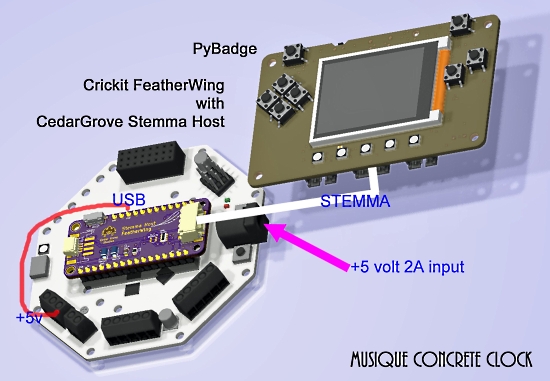 PyBadge
Crickit FeatherWing
with
CedarGrove Stemma Host
USB
STEMMA
Stemma Host
FeatherWing
+5 volt 2A input
+5v
MUSIQUE CONCRETE CLOCK